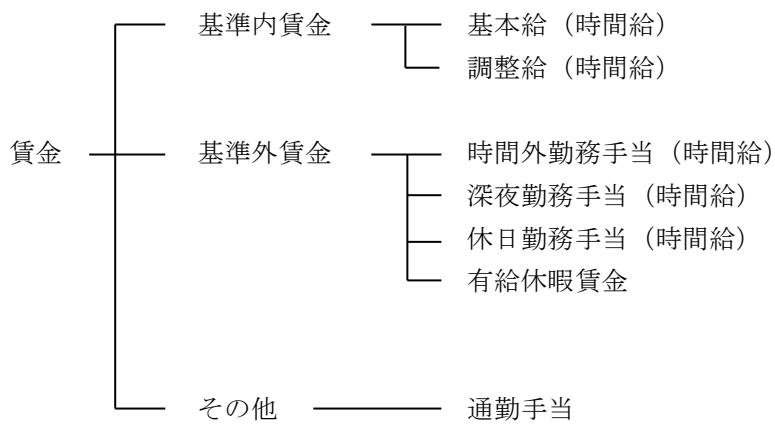 基準内賃金 基本給（時間給）
調整給（時間給）
賃金 基準外賃金 時間外勤務手当（時間給）
深夜勤務手当（時間給）
休日勤務手当（時間給）
有給休暇賃金
その他 通勤手当